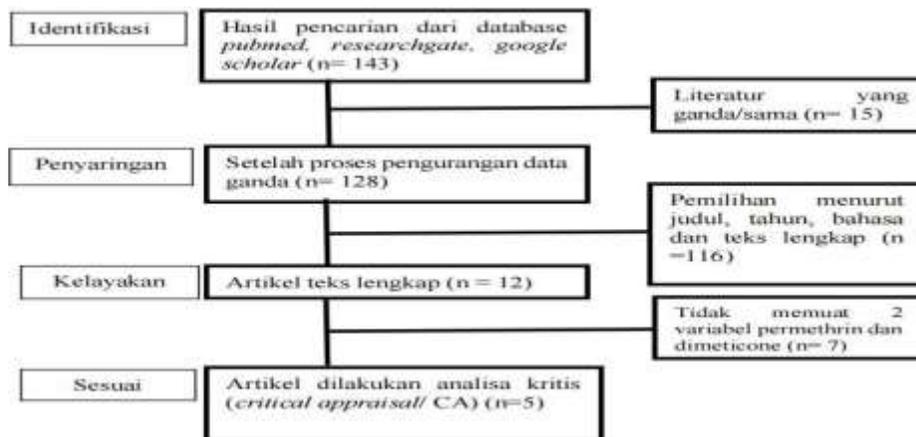 Identifikasi
Hasil pencarian dari database
pubmed, researchgate, google
scholar (n= 143)
Literatur yang
ganda/sama (n= 15)
Penyaringan
Setelah proses pengurangan data
ganda (n= 128)
Pemilihan menurut
judul, tahun, bahasa
dan teks lengkap (n
=116)
Kelayakan
Artikel teks lengkap (n = 12)
Tidak memuat 2
variabel permethrin dan
dimeticone (n= 7)
Sesuai
Artikel dilakukan analisa kritis
(critical appraisal/ CA) (n=5)